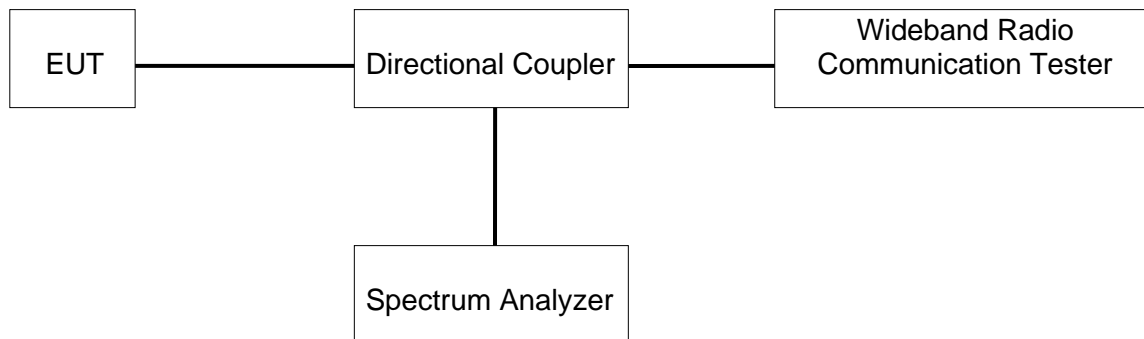 EUT
Directional Coupler
Wideband Radio
Communication Tester
Spectrum Analyzer